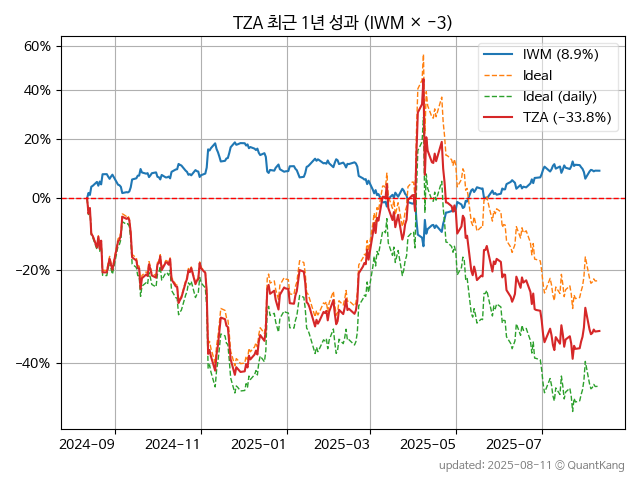 TZA 최근 1년 성과 (IWM × −3)
IWM (8.9%)
Ideal
Ideal (daily)
TZA (−33.8%)
60%
40%
20%
0%
−20%
−40%
2024−09
2024−11
2025−01
2025−03
2025−05
2025−07
updated: 2025-08-11 © QuantKang